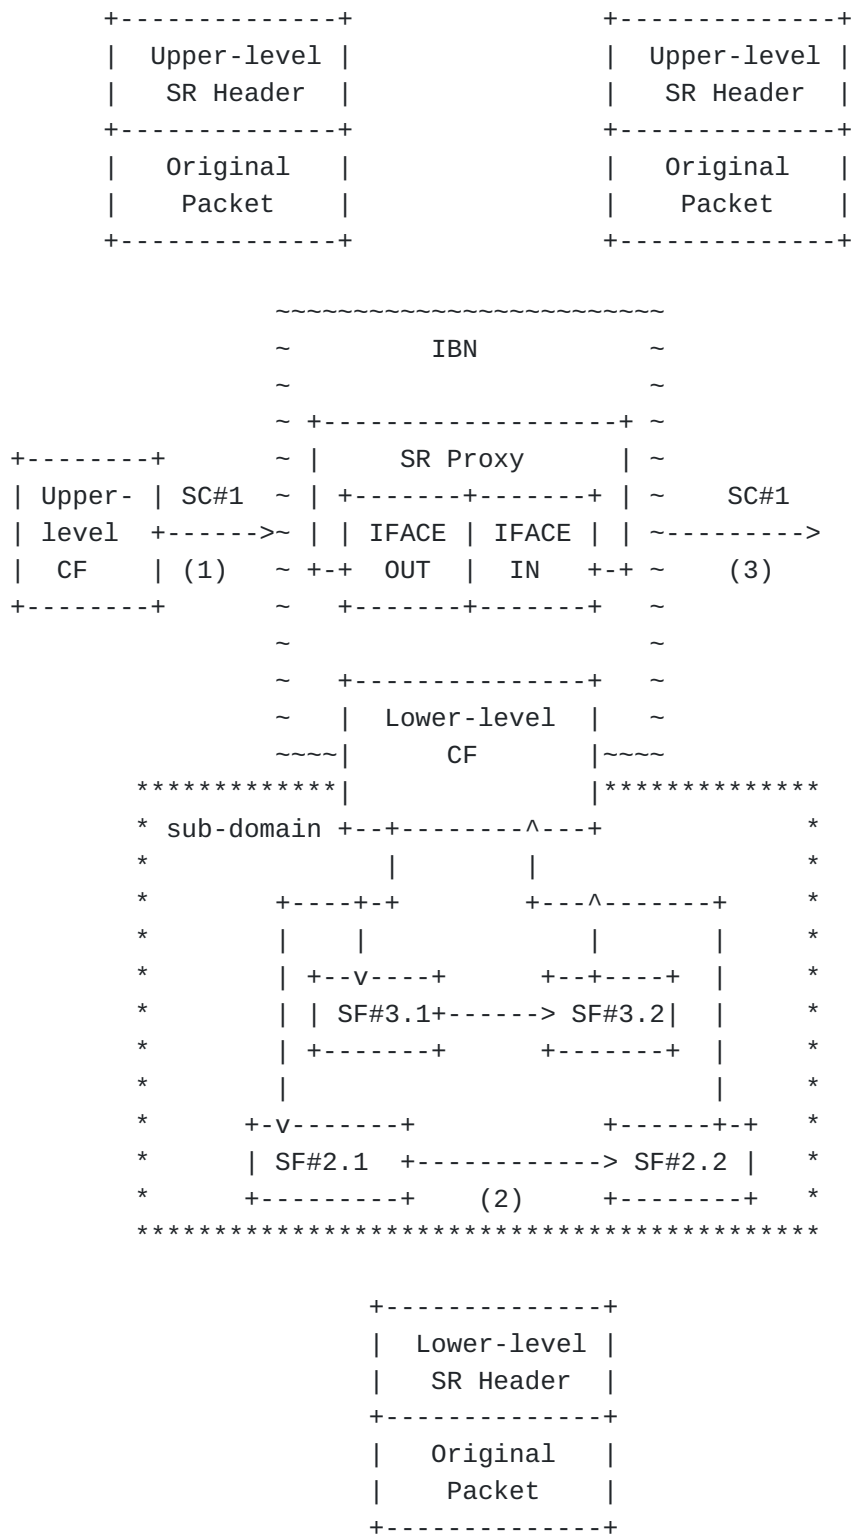 +--------------+                +--------------+
|  Upper-level |                |  Upper-level |
|   SR Header  |                |   SR Header  |
+--------------+                +--------------+
|   Original   |                |   Original   |
|    Packet    |                |    Packet    |
+--------------+                +--------------+
~~~~~~~~~~~~~~~~~~~~~~~~~
~         IBN           ~
~                       ~
~ +-------------------+ ~
+--------+       ~ |     SR Proxy      | ~
| Upper- | SC#1  ~ | +-------+-------+ | ~    SC#1
| level  +------>~ | | IFACE | IFACE | | ~--------->
|  CF    | (1)   ~ +-+  OUT  |  IN   +-+ ~    (3)
+--------+       ~   +-------+-------+   ~
~                       ~
~   +---------------+   ~
~   |  Lower-level  |   ~
~~~~|      CF       |~~~~
*************|               |**************
* sub-domain +--+--------^---+             *
*               |        |                 *
*        +----+-+        +---^-------+     *
*        |    |              |       |     *
*        | +--v----+      +--+----+  |     *
*        | | SF#3.1+------> SF#3.2|  |     *
*        | +-------+      +-------+  |     *
*        |                           |     *
*      +-v-------+            +------+-+   *
*      | SF#2.1  +------------> SF#2.2 |   *
*      +---------+    (2)     +--------+   *
********************************************
+--------------+
|  Lower-level |
|   SR Header  |
+--------------+
|   Original   |
|    Packet    |
+--------------+